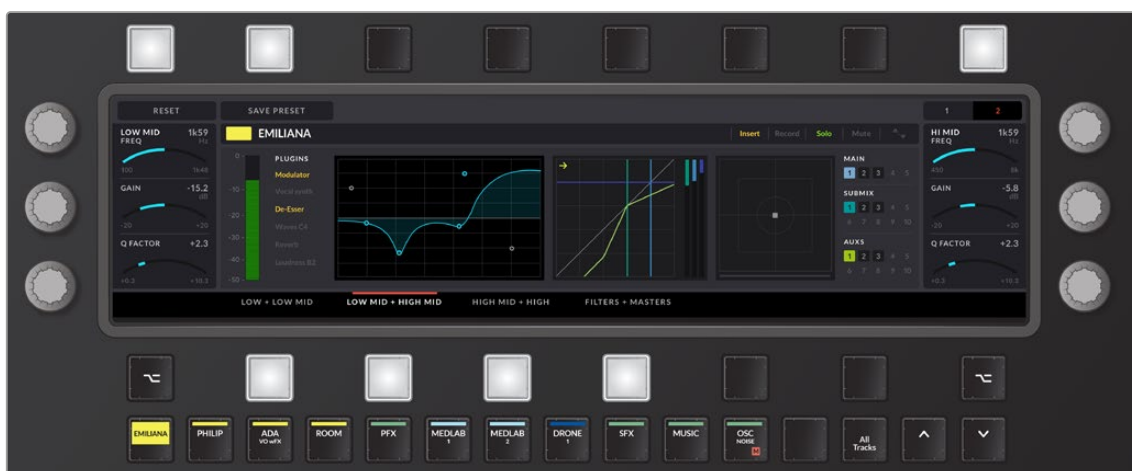 RESET SAVE PRESET 1 2
LOW MID 1k59
FREQ Hz
100 1k48
GAIN -15.2
dB
-20 +20
Q FACTOR +2.3
+0.3 +10.3
EMILIANA Insert Record Solo Mute
0
-10
-20
-30
-40
-50
PLUGINS
Modulator
Vocal synth
De-Esser
Waves C4
Reverb
Loudness B2
MAIN
1 2 3 4 5
SUBMIX
1 2 3 4 5
6 7 8 9 10
AUXS
1 2 3 4 5
6 7 8 9 10
HI MID 1k59
FREQ Hz
450 8k
GAIN -5.8
dB
-20 +20
Q FACTOR +2.3
+0.3 +10.3
LOW + LOW MID LOW MID + HIGH MID HIGH MID + HIGH FILTERS + MASTERS
EMILIANA
PHILIP
ADA
VO wFX
ROOM
PFX
MEDLAB
1
MEDLAB
2
DRONE
1
SFX
MUSIC
OSC
NOISE
M
All
Tracks